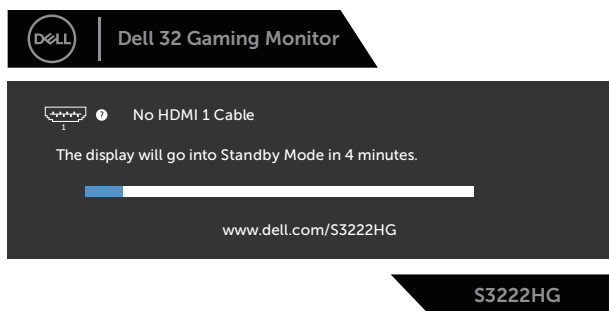 DELL
Dell 32 Gaming Monitor
? No HDMI 1 Cable
1
The display will go into Standby Mode in 4 minutes.
www.dell.com/S3222HG
S3222HG